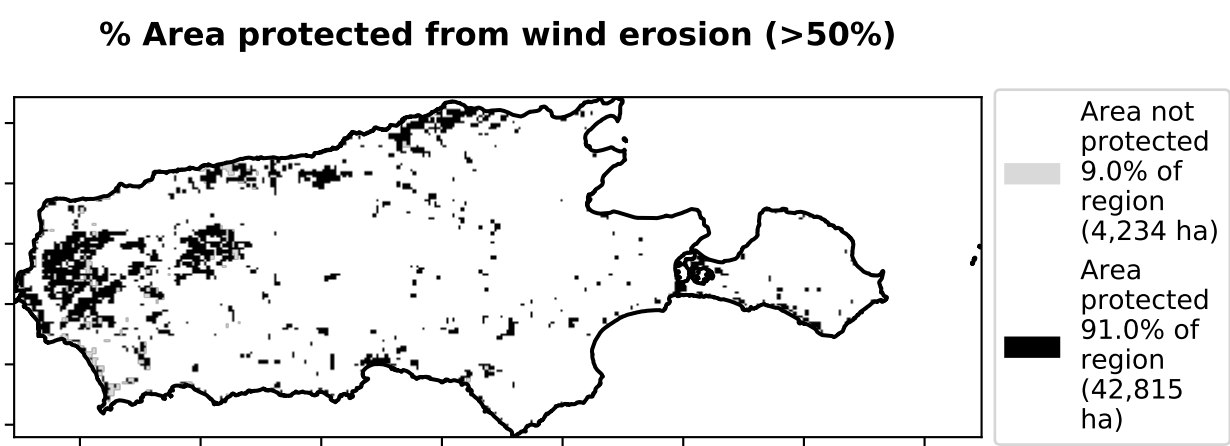 % Area protected from wind erosion (>50%)
Area not
protected
9.0% of
region
(4,234 ha)
Area
protected
91.0% of
region
(42,815
ha)